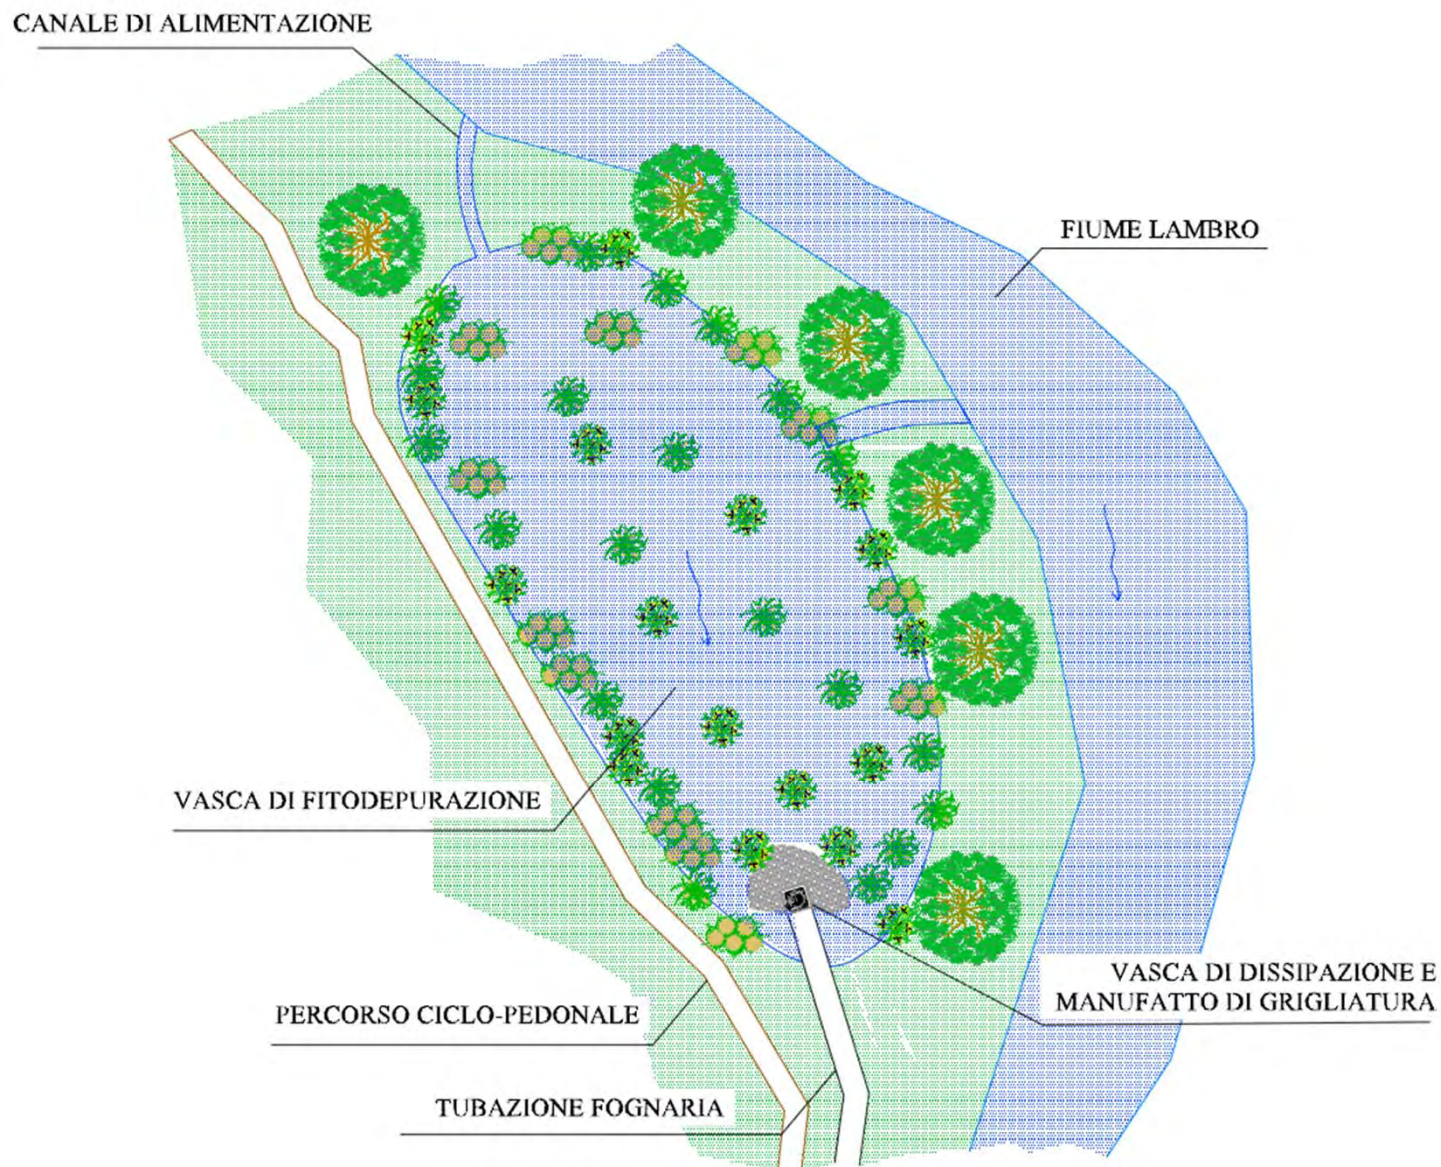 CANALE DI ALIMENTAZIONE
FIUME LAMBRO
VASCA DI FITODEPURAZIONE
VASCA DI DISSIPAZIONE E
MANUFATTO DI GRIGLIATURA
PERCORSO CICLO-PEDONALE
TUBAZIONE FOGNARIA